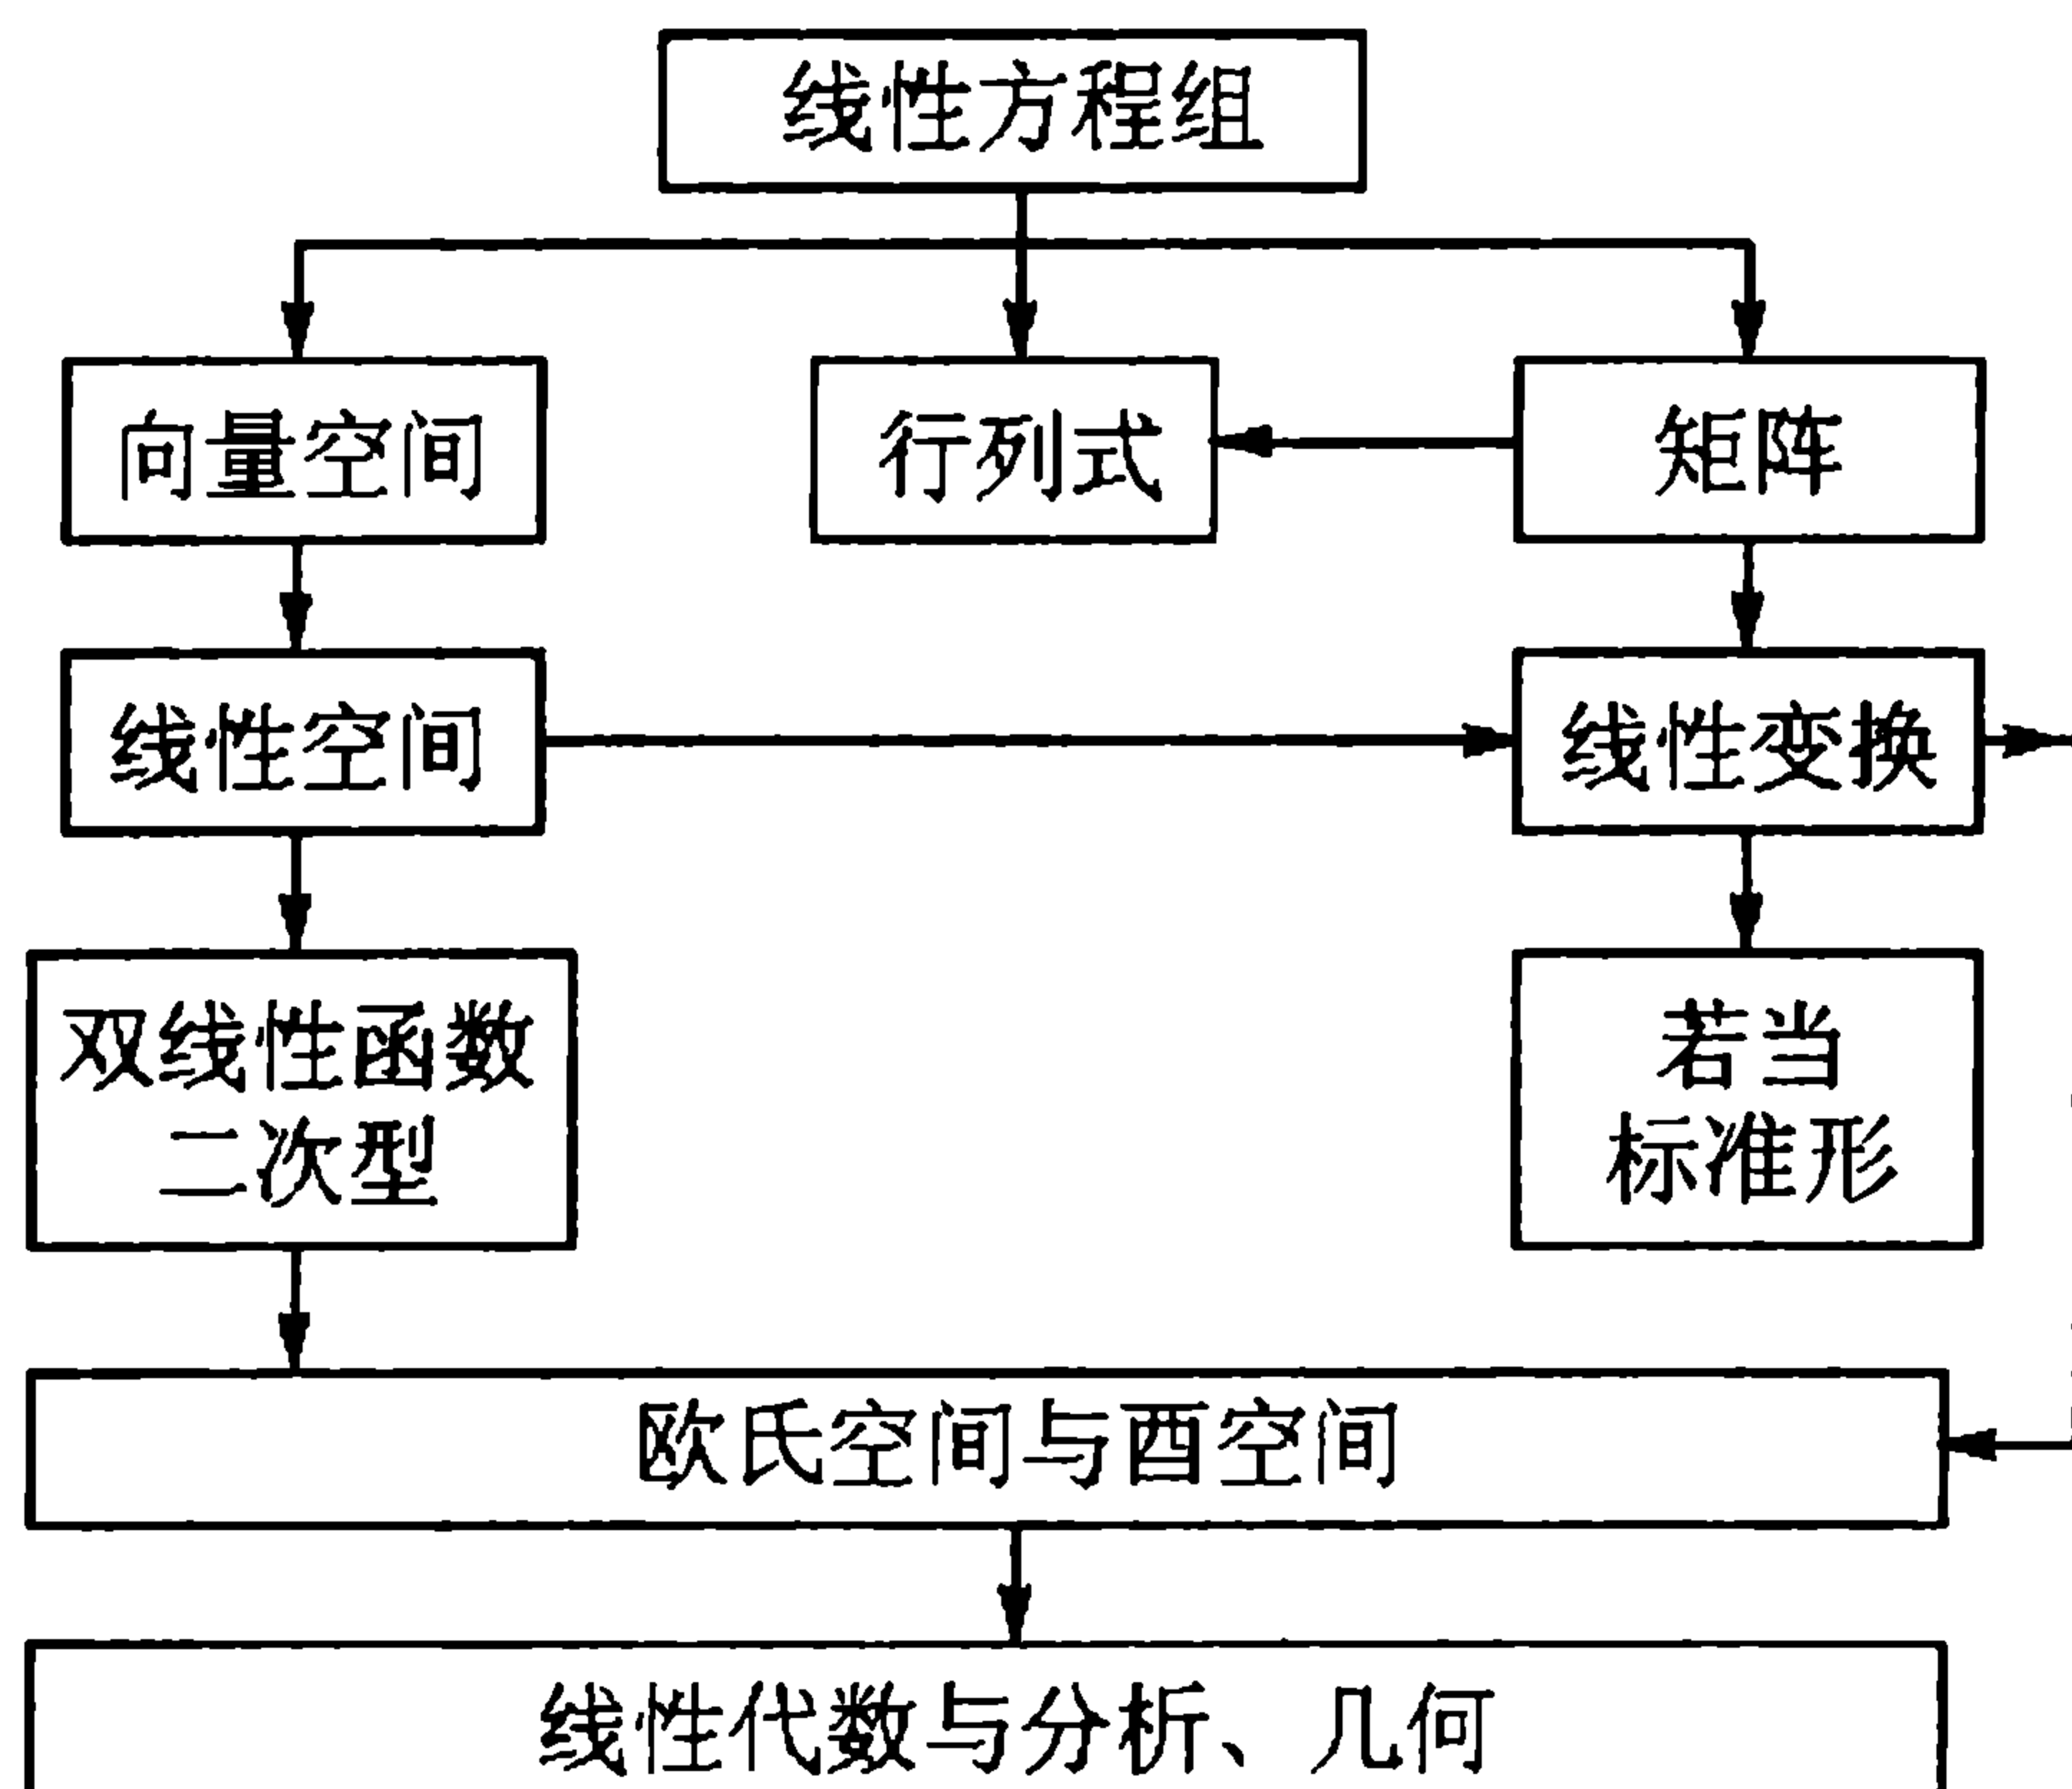 线性方程组
向量空间
行列式
矩阵
线性空间
线性变换
双线性函数
二次型
若当
标准形
欧氏空间与酉空间
线性代数与分析、几何